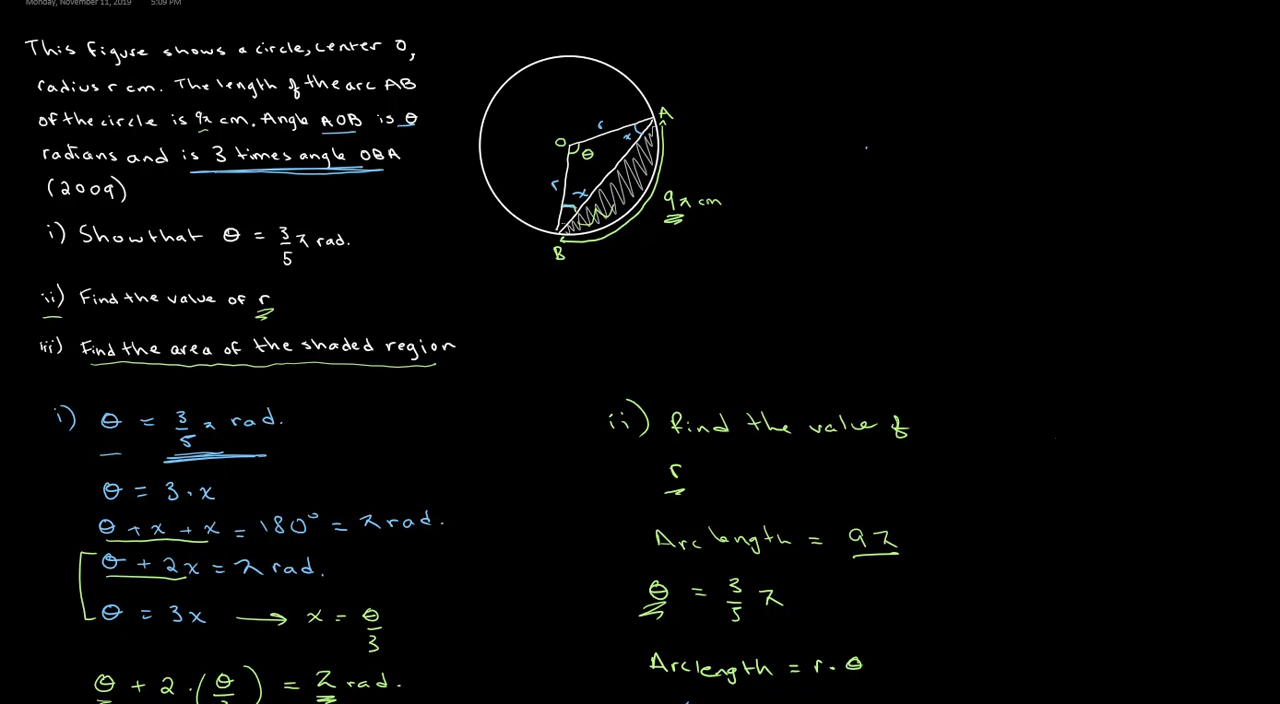 Monday, November 11, 2019 5:09 PM
This figure shows a circle, center O,
radius r cm. The length of the arc AB
of the circle is 9π cm. Angle AOB is θ
radians and is 3 times angle OBA
(2009)
i) Show that θ = 3/5 π rad.
ii) Find the value of r
iii) Find the area of the shaded region
A
r
x
O
θ
r
x
9π cm
B
i) θ = 3/5 π rad.
θ = 3·x
θ + x + x = 180° = π rad.
θ + 2x = π rad.
θ = 3x → x = θ/3
θ + 2·(θ/3) = π rad.
ii) find the value of
r
Arc length = 9π
θ = 3/5 π
Arc length = r·θ